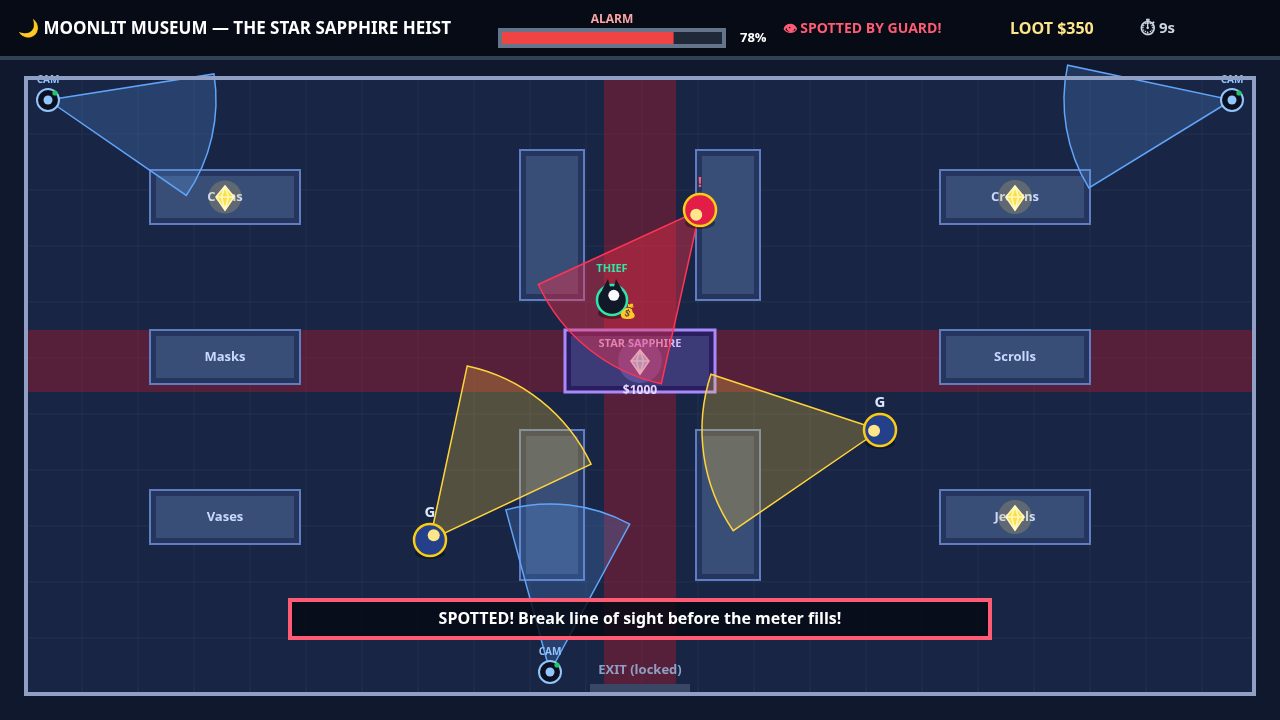 🌙 MOONLIT MUSEUM — THE STAR SAPPHIRE HEIST
ALARM
78%
👁 SPOTTED BY GUARD!
LOOT $350
⏱ 9s
CAM
CAM
!
THIEF
STAR SAPPHIRE
$1000
Masks
Scrolls
G
G
Vases
SPOTTED! Break line of sight before the meter fills!
CAM
EXIT (locked)